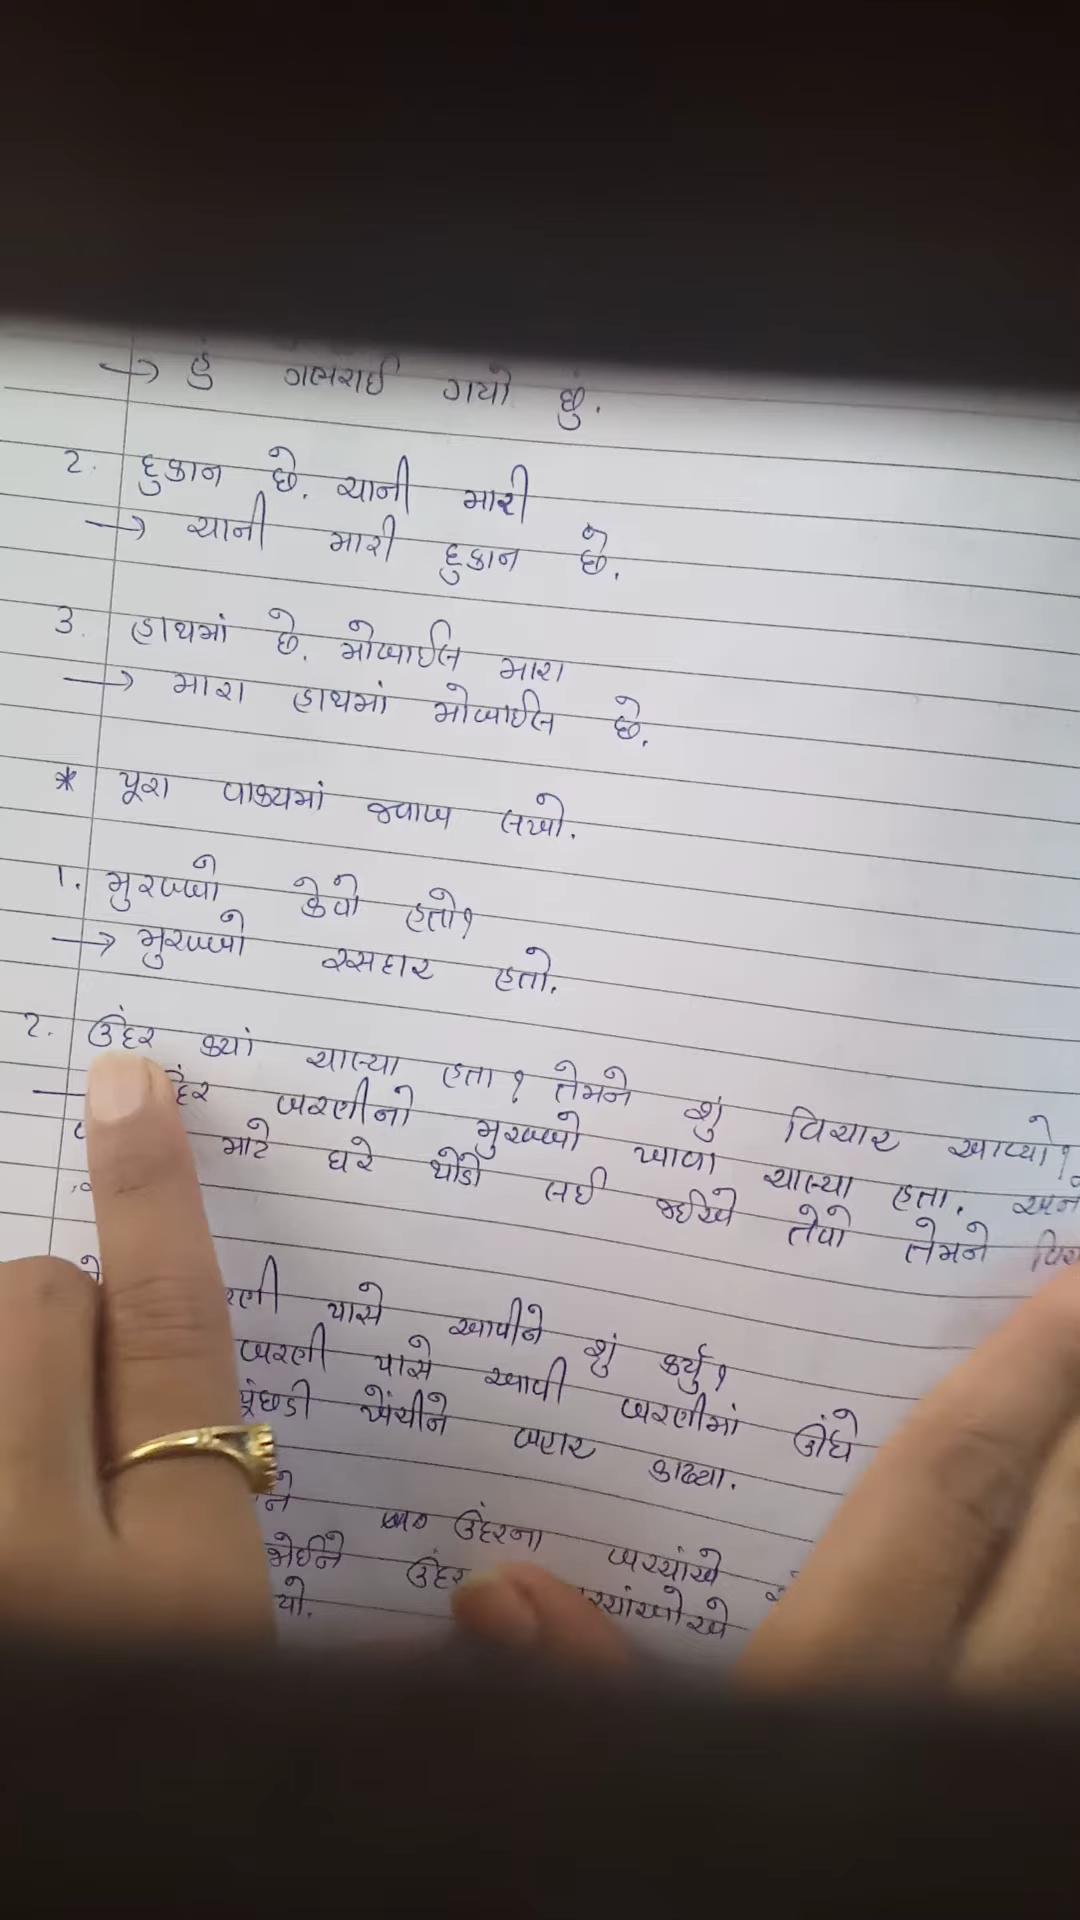 → હું ગભરાઈ ગયો છું.
2. દુકાન છે. ચાની મારી
→ ચાની મારી દુકાન છે.
3. હાથમાં છે. મોબાઈલ મારા
→ મારા હાથમાં મોબાઈલ છે.
* પૂરા વાક્યમાં જવાબ લખો.
1. મુરબ્બો કેવો હતો?
→ મુરબ્બો રસદાર હતો.
2. ઉંદર ક્યાં ચાલ્યા હતા? તેમને શું વિચાર આવ્યો?
બરણીનો મુરબ્બો ખાવા ચાલ્યા હતા.
માટે ઘરે થોડો લઈ જઈએ તેવો તેમને
પાસે આવીને શું કર્યું?
બરણી પાસે આવી બરણીમાં ઊંધે
પૂંછડી ખેંચીને બહાર કાઢ્યા.
ઉંદરના બચ્ચાંએ
જોઈને